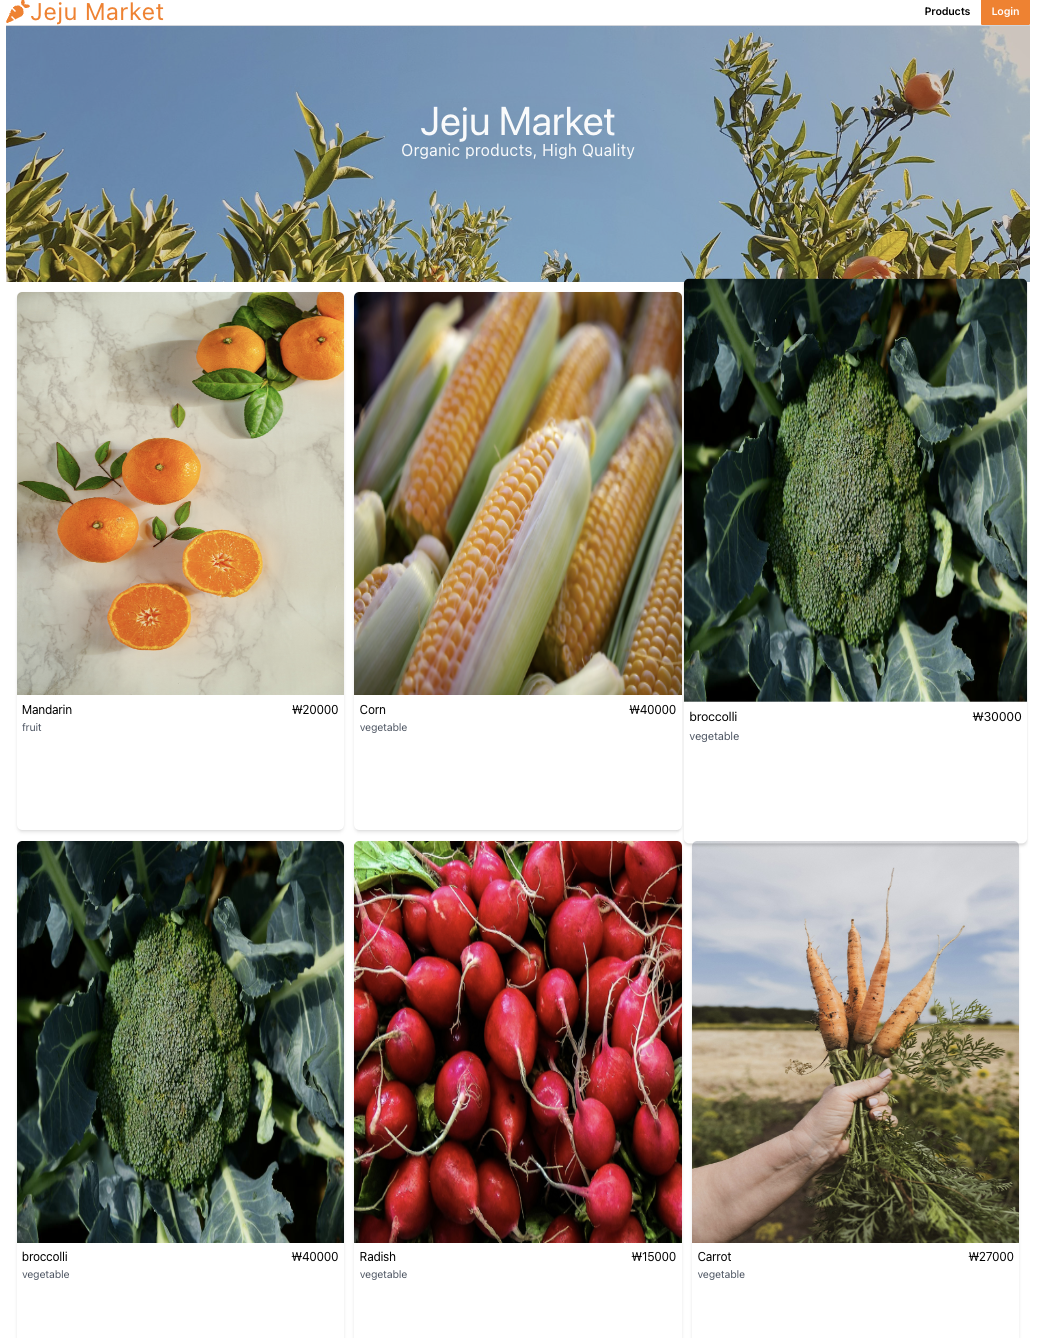 Jeju Market
Products
Login
Jeju Market
Organic products, High Quality
Mandarin ₩20000
fruit
Corn ₩40000
vegetable
broccolli ₩30000
vegetable
broccolli ₩40000
vegetable
Radish ₩15000
vegetable
Carrot ₩27000
vegetable